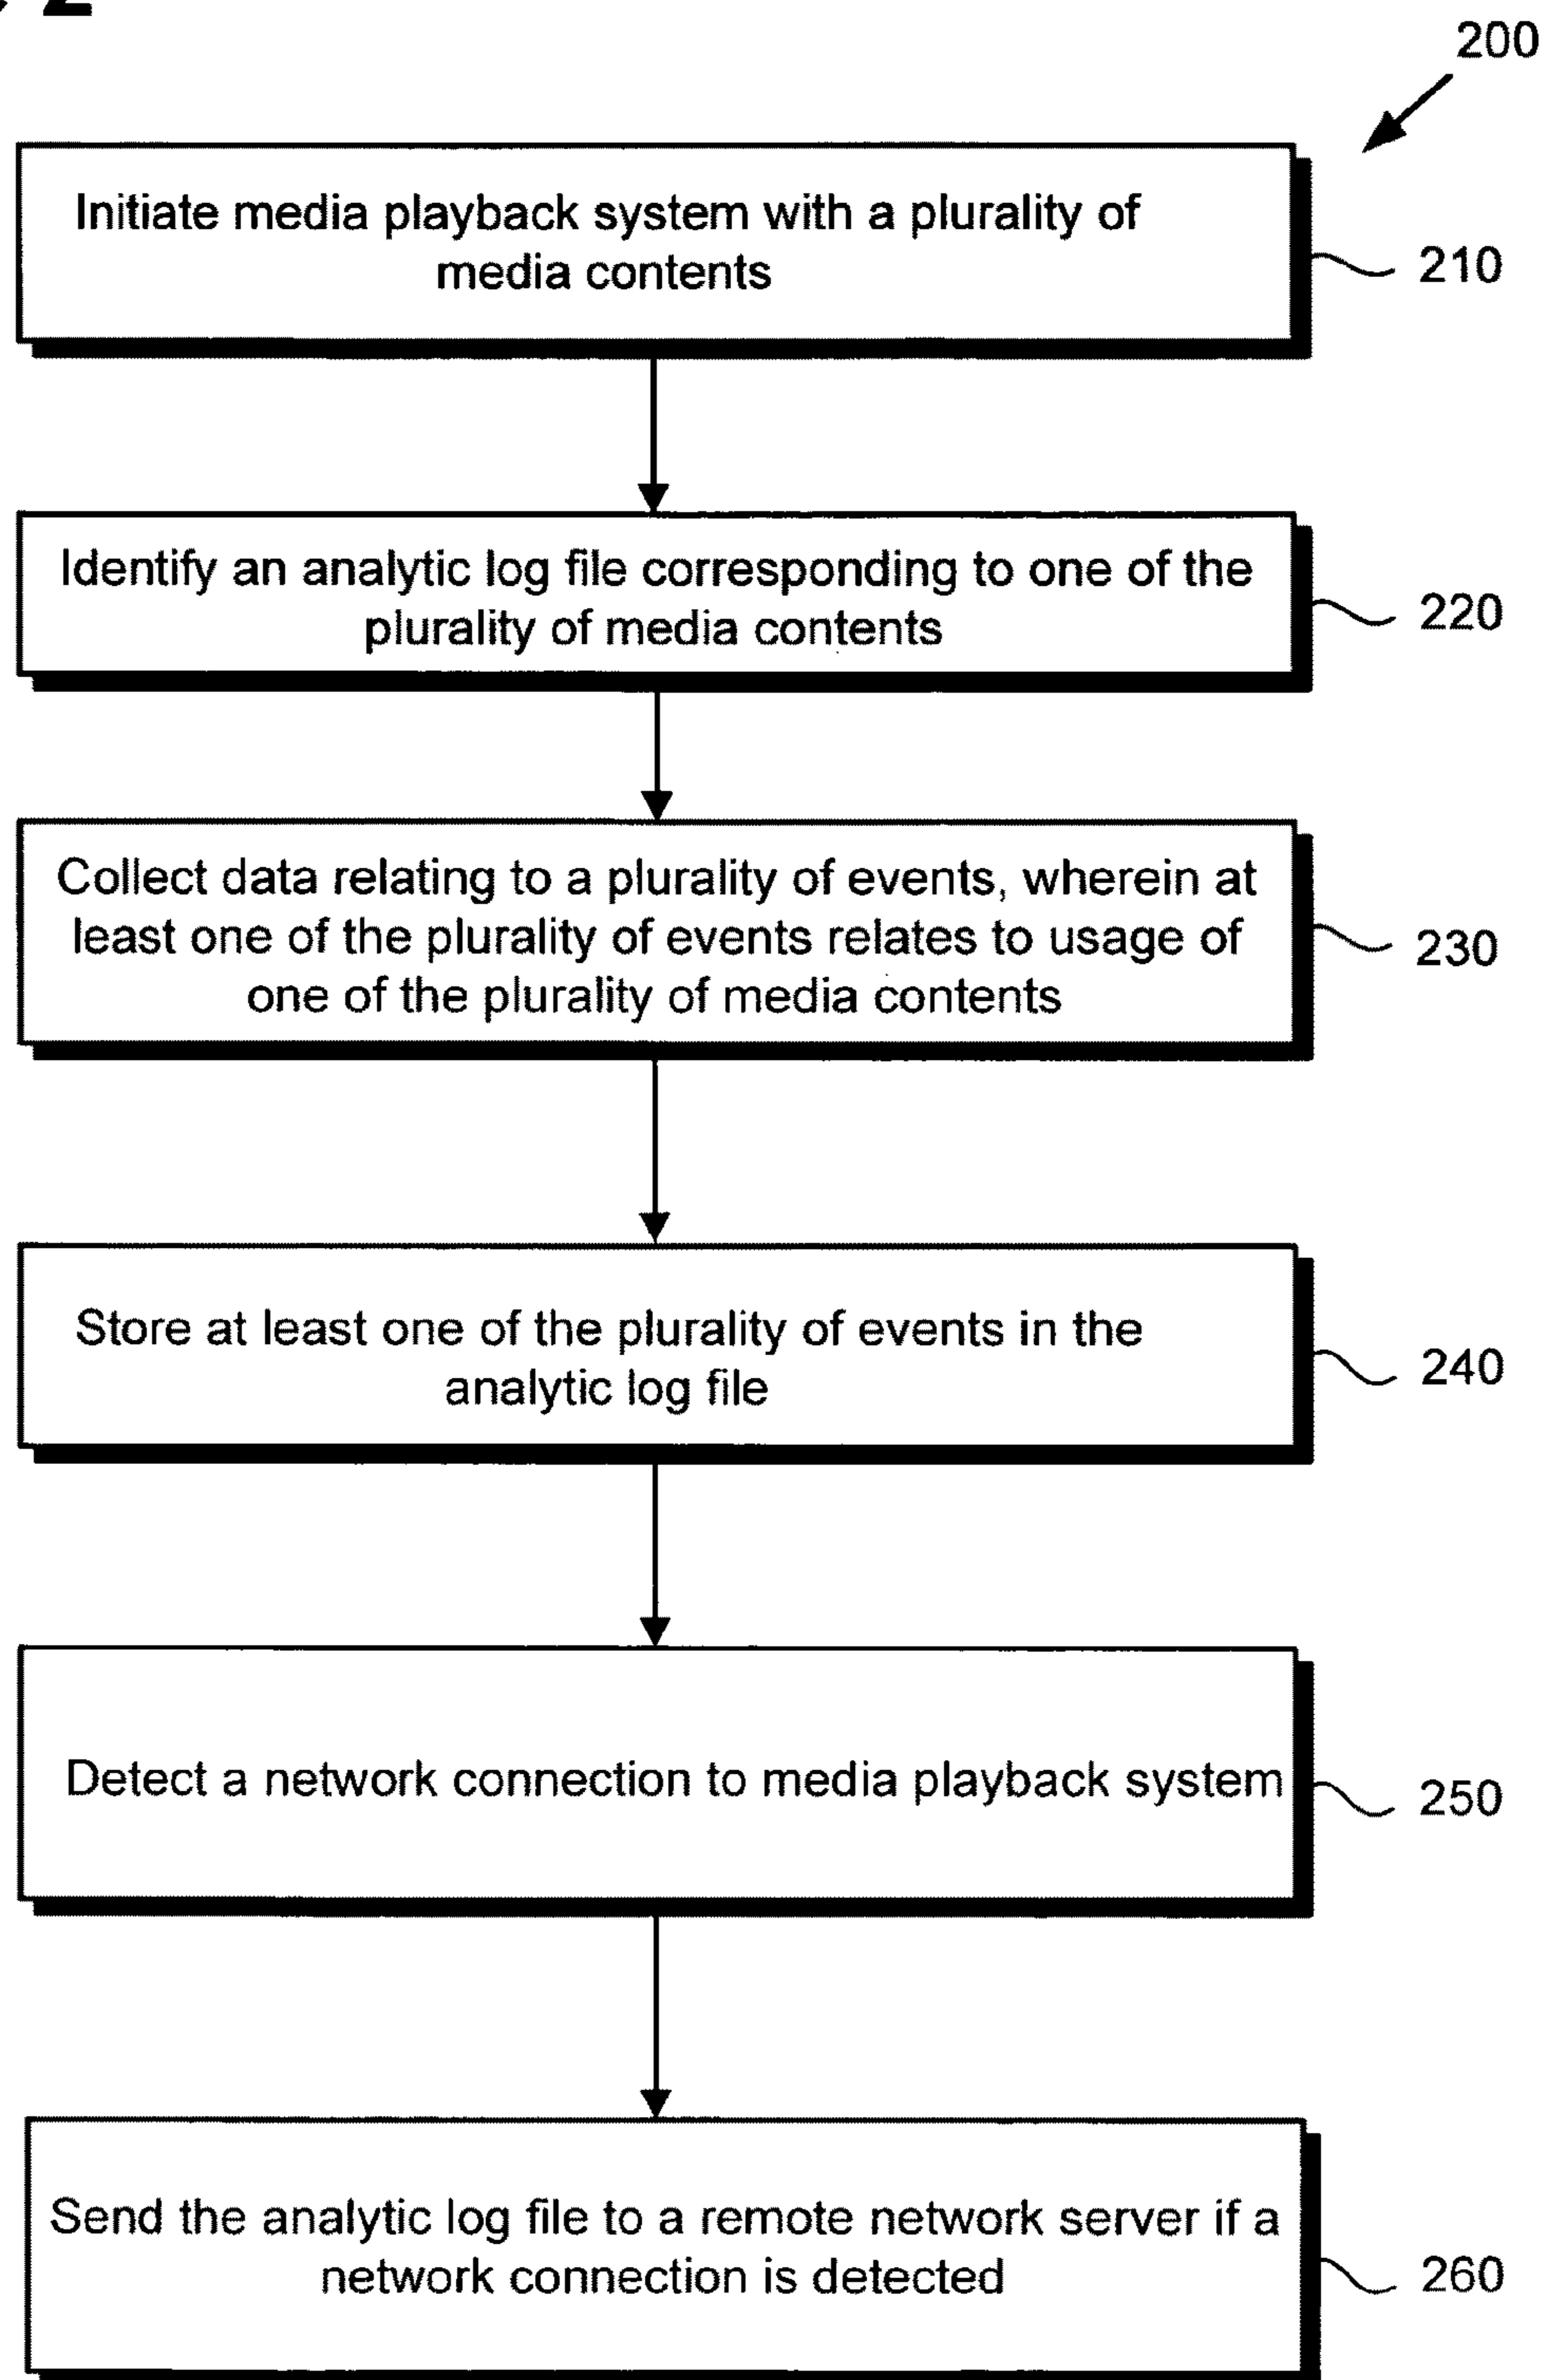 2
200
Initiate media playback system with a plurality of
media contents
210
Identify an analytic log file corresponding to one of the
plurality of media contents
220
Collect data relating to a plurality of events, wherein at
least one of the plurality of events relates to usage of
one of the plurality of media contents
230
Store at least one of the plurality of events in the
analytic log file
240
Detect a network connection to media playback system
250
Send the analytic log file to a remote network server if a
network connection is detected
260